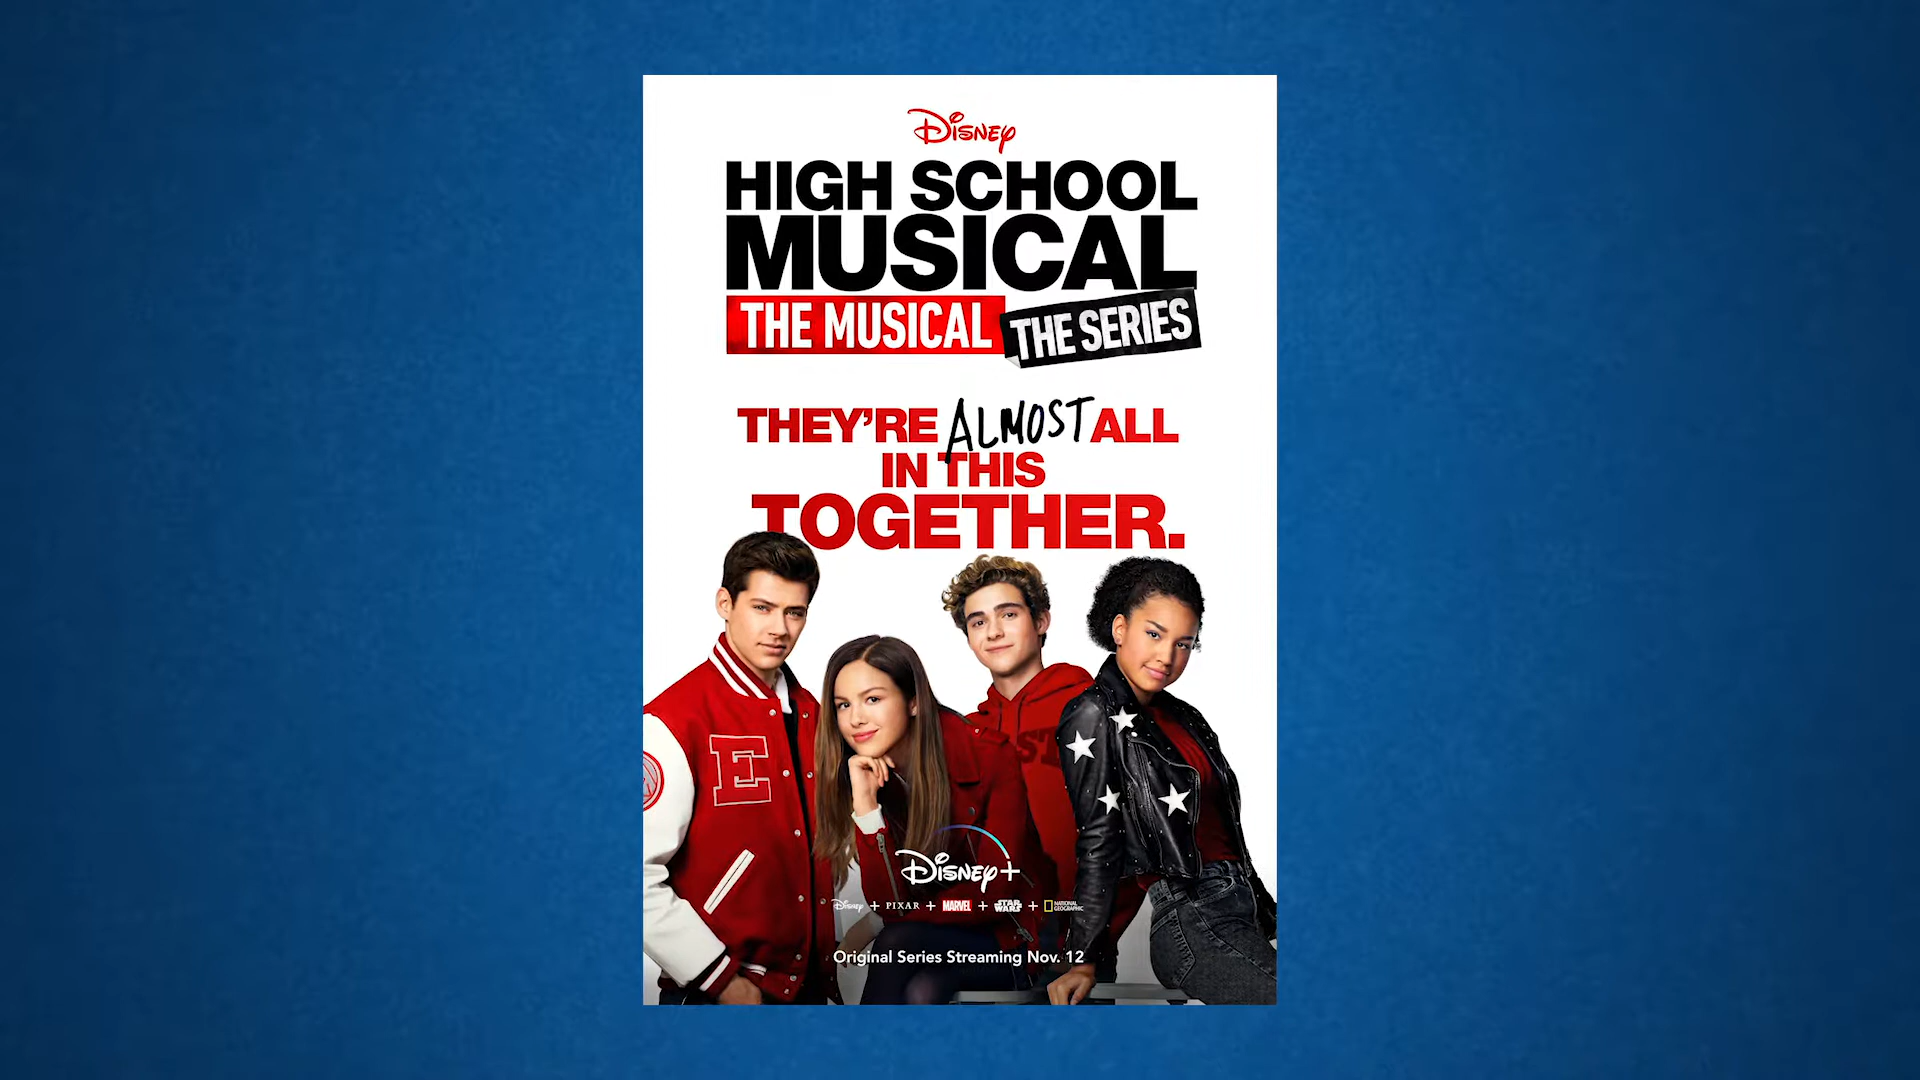 Disney
HIGH SCHOOL
MUSICAL
THE MUSICAL THE SERIES
THEY'RE ALMOST ALL
IN THIS
TOGETHER.
E
ST
Disney+
Disney + PIXAR + MARVEL + STAR WARS + NATIONAL GEOGRAPHIC
Original Series Streaming Nov. 12